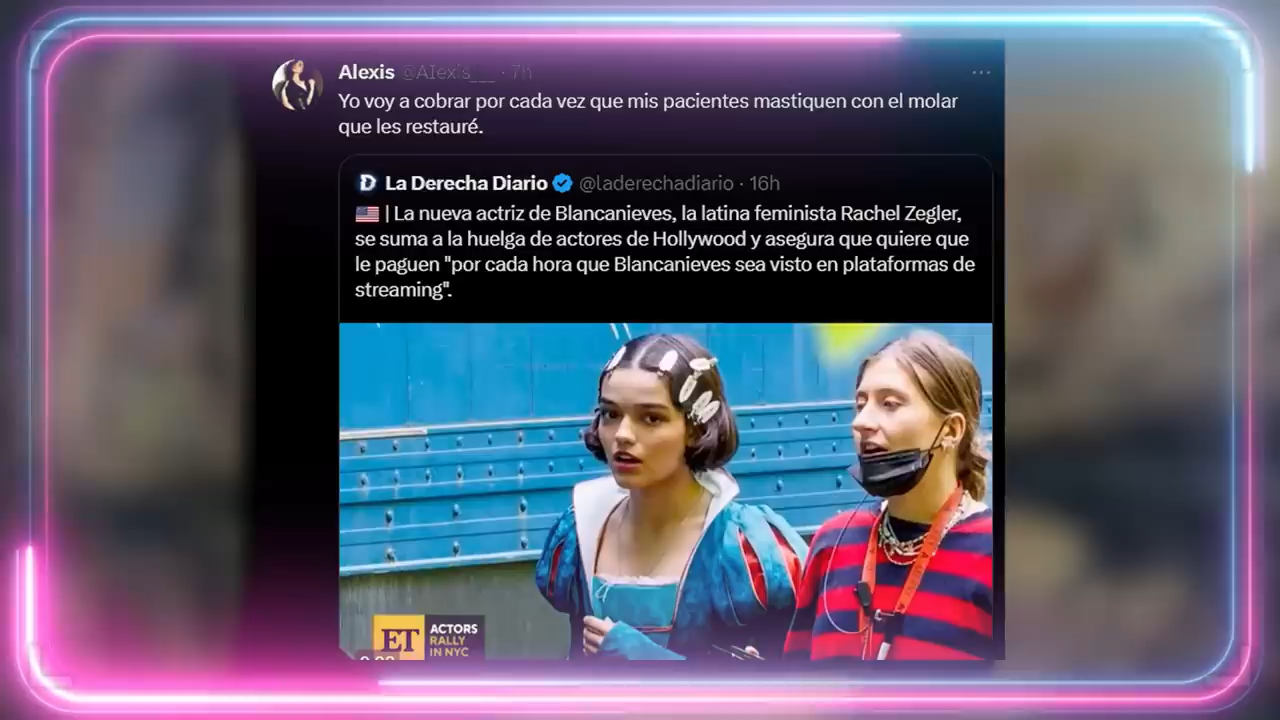 Alexis @AIexis___ · 7h
Yo voy a cobrar por cada vez que mis pacientes mastiquen con el molar
que les restauré.
La Derecha Diario @laderechadiario · 16h
| La nueva actriz de Blancanieves, la latina feminista Rachel Zegler,
se suma a la huelga de actores de Hollywood y asegura que quiere que
le paguen "por cada hora que Blancanieves sea visto en plataformas de
streaming".
ET ACTORS
RALLY
IN NYC